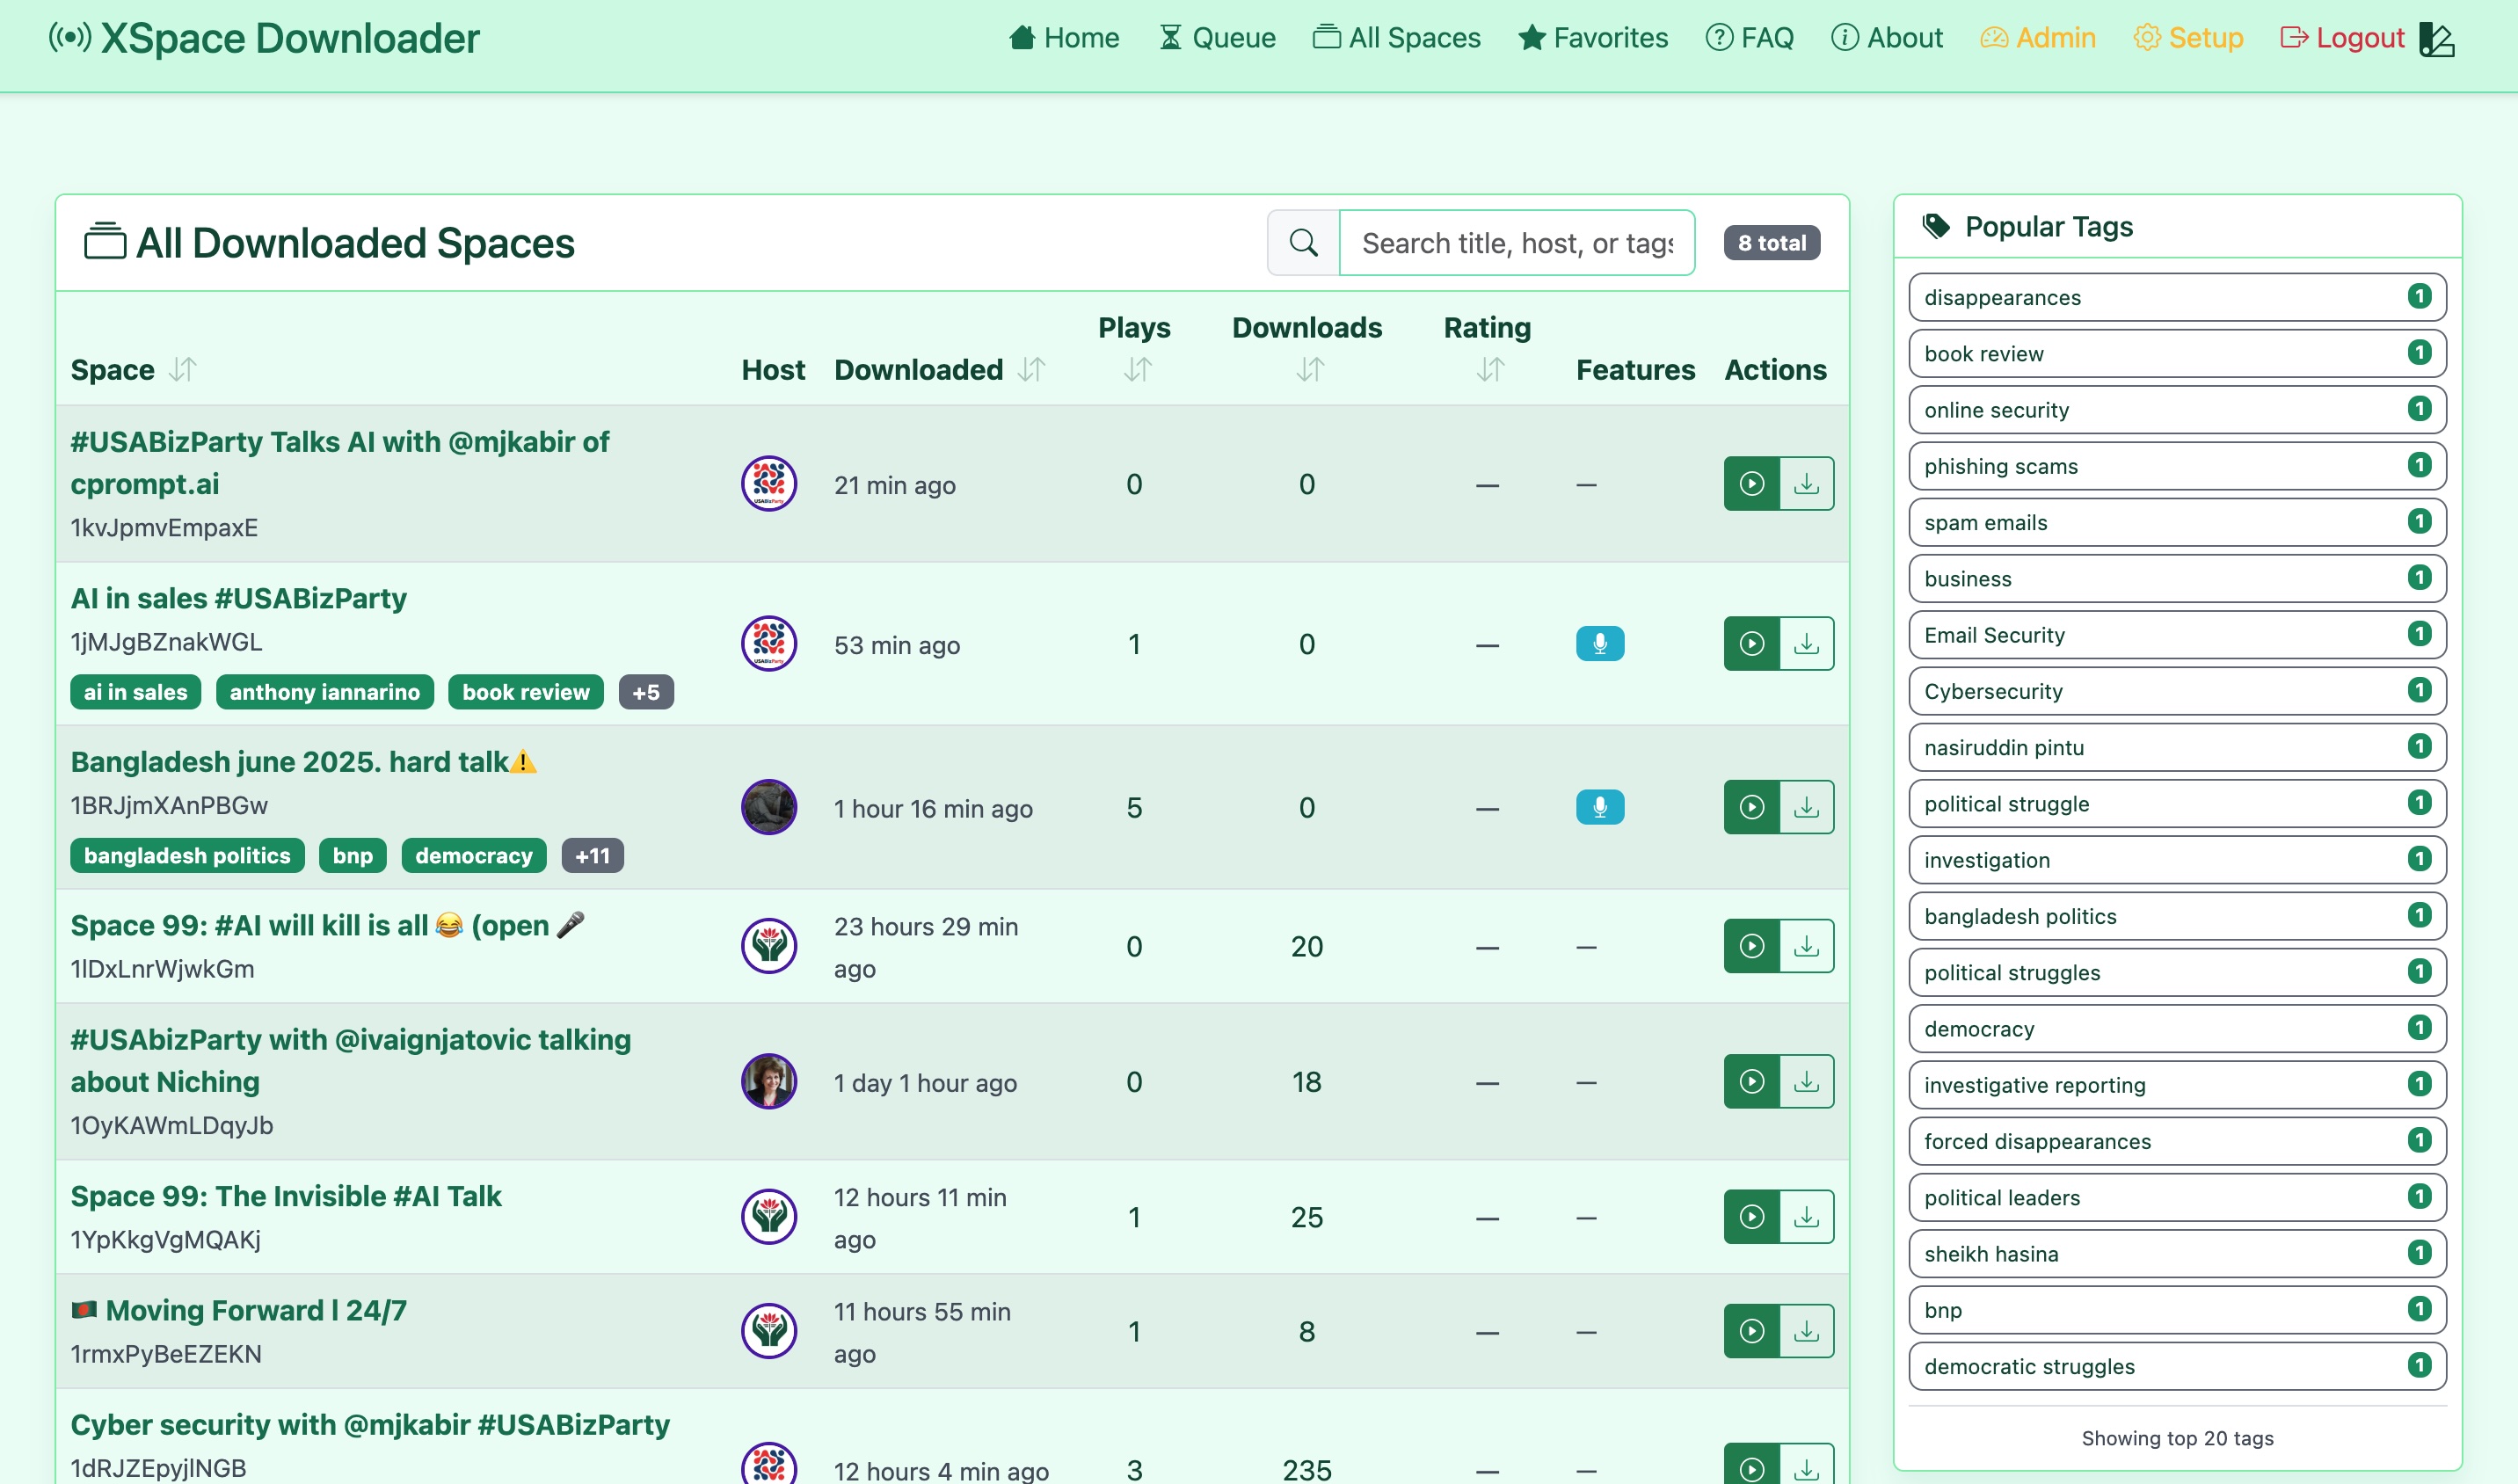 XSpace Downloader
Home Queue All Spaces Favorites FAQ About Admin Setup Logout
All Downloaded Spaces
Search title, host, or tags
8 total
Space Host Downloaded Plays Downloads Rating Features Actions
#USABizParty Talks AI with @mjkabir of
cprompt.ai
1kvJpmvEmpaxE
21 min ago 0 0 — —
AI in sales #USABizParty
1jMJgBZnakWGL
ai in sales anthony iannarino book review +5
53 min ago 1 0 —
Bangladesh june 2025. hard talk⚠️
1BRJjmXAnPBGw
bangladesh politics bnp democracy +11
1 hour 16 min ago 5 0 —
Space 99: #AI will kill is all 😂 (open 🎤
1lDxLnrWjwkGm
23 hours 29 min
ago
0 20 — —
#USAbizParty with @ivaignjatovic talking
about Niching
1OyKAWmLDqyJb
1 day 1 hour ago 0 18 — —
Space 99: The Invisible #AI Talk
1YpKkgVgMQAKj
12 hours 11 min
ago
1 25 — —
🇧🇩 Moving Forward l 24/7
1rmxPyBeEZEKN
11 hours 55 min
ago
1 8 — —
Cyber security with @mjkabir #USABizParty
1dRJZEpyjlNGB
12 hours 4 min ago 3 235 — —
Popular Tags
disappearances 1
book review 1
online security 1
phishing scams 1
spam emails 1
business 1
Email Security 1
Cybersecurity 1
nasiruddin pintu 1
political struggle 1
investigation 1
bangladesh politics 1
political struggles 1
democracy 1
investigative reporting 1
forced disappearances 1
political leaders 1
sheikh hasina 1
bnp 1
democratic struggles 1
Showing top 20 tags